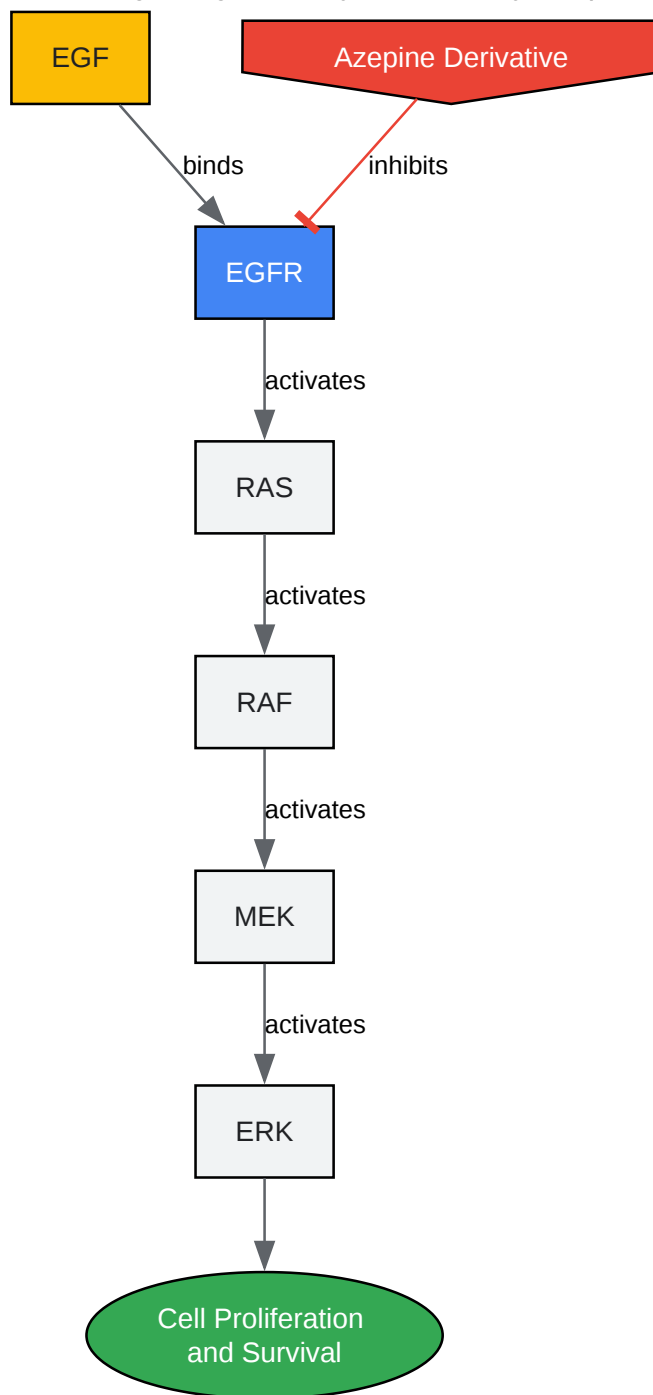 EGF
Azepine Derivative
binds
inhibits
EGFR
activates
RAS
activates
RAF
activates
MEK
activates
ERK
Cell Proliferation
and Survival